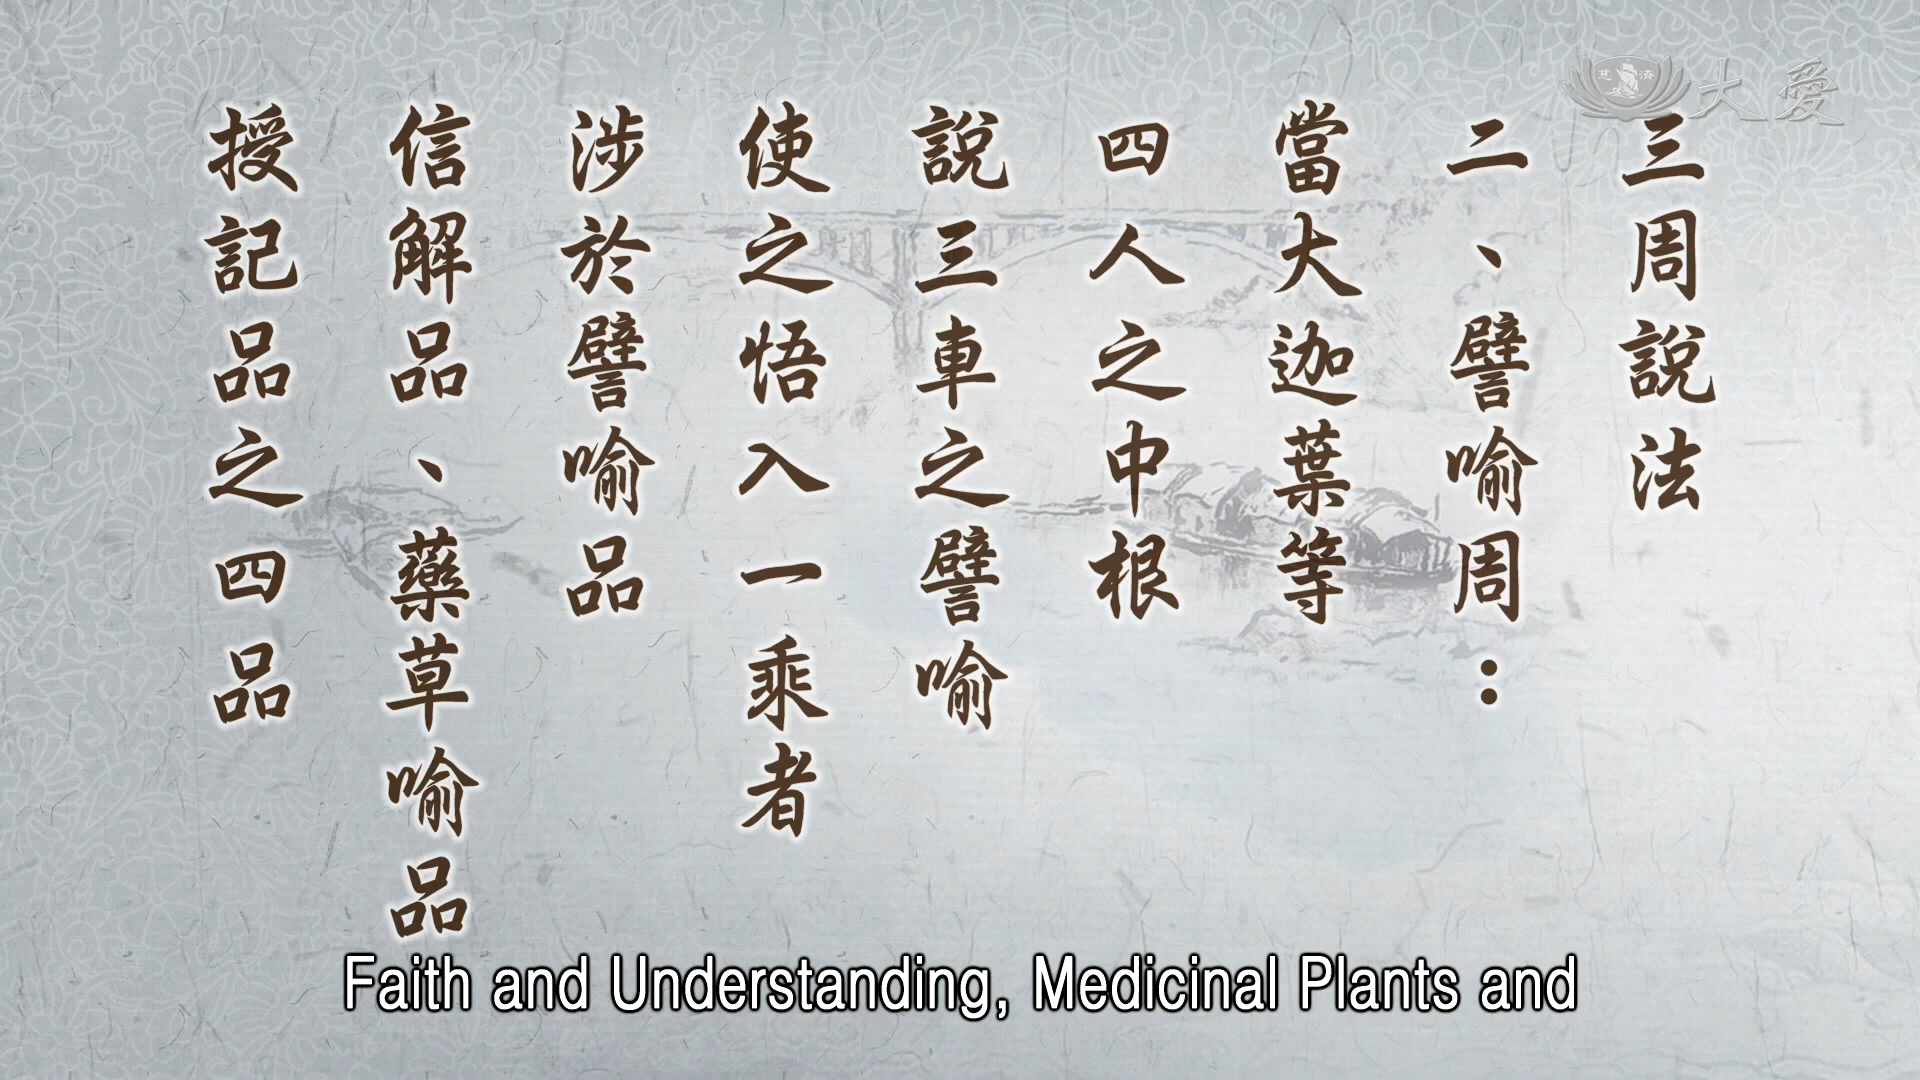 三周說法
二、譬喻周：
當大迦葉等
四人之中根
說三車之譬喻
使之悟入一乘者
涉於譬喻品
信解品、藥草喻品
授記品之四品
慈濟
大愛
Faith and Understanding, Medicinal Plants and